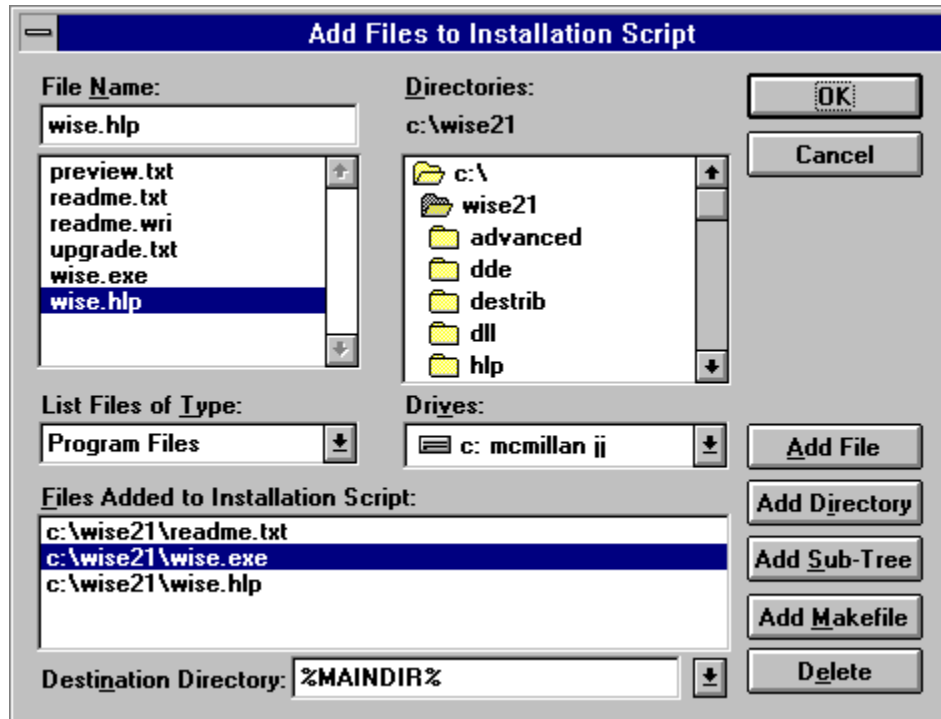 Add Files to Installation Script
File Name:
wise.hlp
preview.txt
readme.txt
readme.wri
upgrade.txt
wise.exe
wise.hlp
Directories:
c:\wise21
c:\
wise21
advanced
dde
destrib
dll
hlp
OK
Cancel
List Files of Type:
Program Files
Drives:
c: mcmillan jj
Files Added to Installation Script:
c:\wise21\readme.txt
c:\wise21\wise.exe
c:\wise21\wise.hlp
Destination Directory: %MAINDIR%
Add File
Add Directory
Add Sub-Tree
Add Makefile
Delete